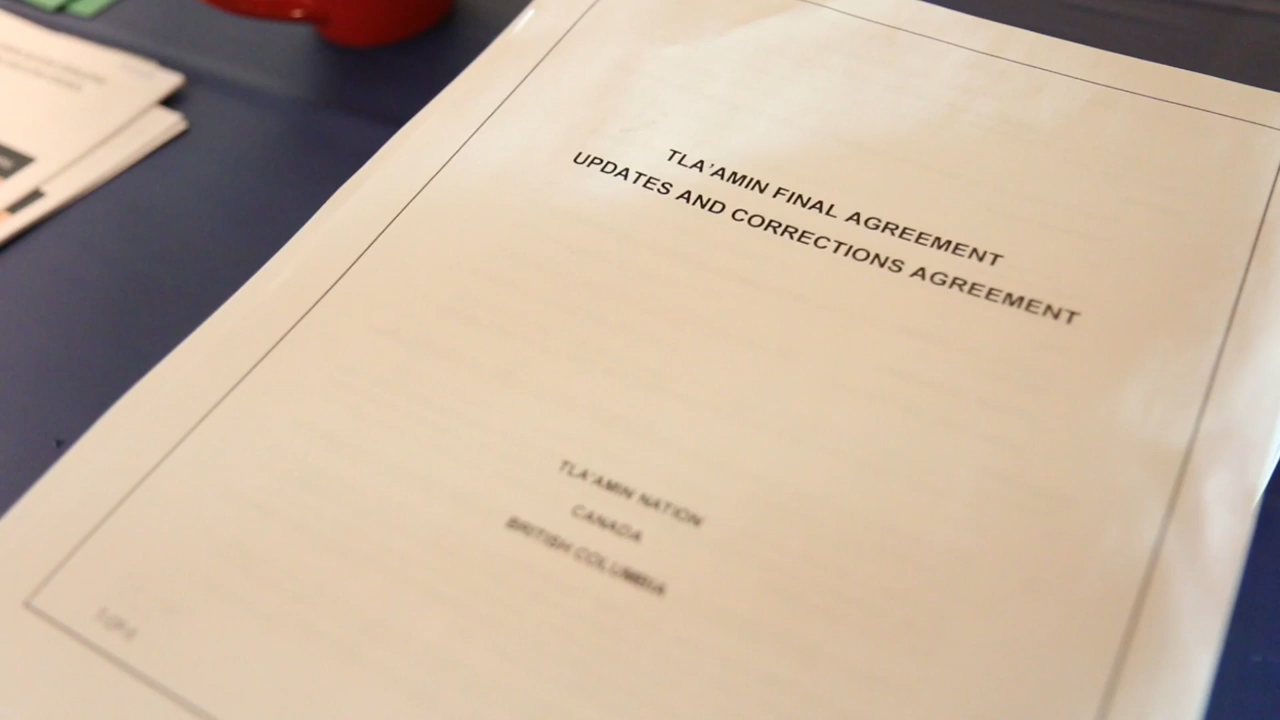 TLA'AMIN FINAL AGREEMENT
UPDATES AND CORRECTIONS AGREEMENT
TLA'AMIN NATION
CANADA
BRITISH COLUMBIA